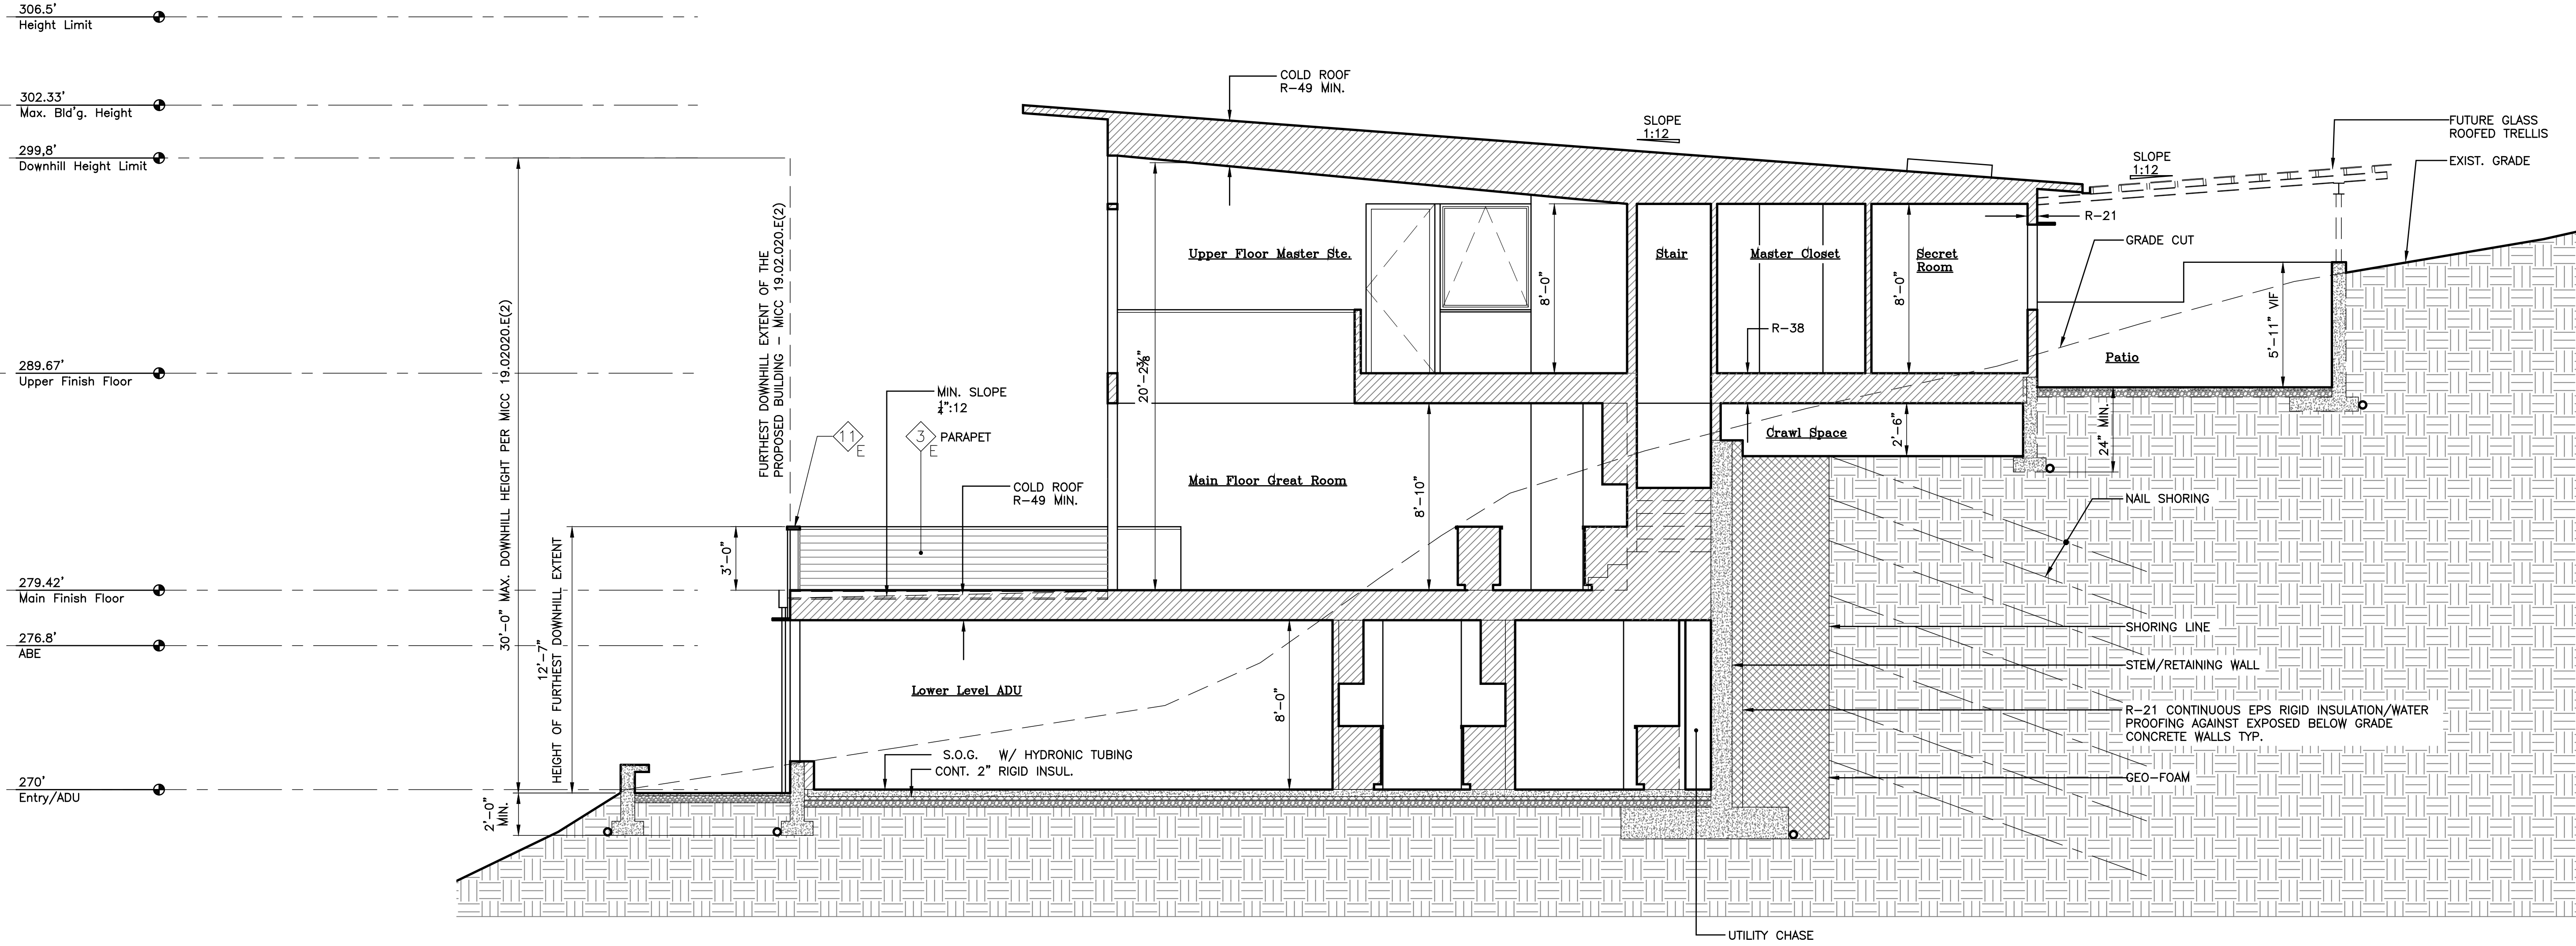 306.5'
Height Limit
302.33'
Max. Bld'g. Height
299,8'
Downhill Height Limit
289.67'
Upper Finish Floor
279.42'
Main Finish Floor
276.8'
ABE
270'
Entry/ADU
30'-0" MAX. DOWNHILL HEIGHT PER MICC 19.02020.E(2)
12'-7"
HEIGHT OF FURTHEST DOWNHILL EXTENT
2'-0"
MIN.
FURTHEST DOWNHILL EXTENT OF THE
PROPOSED BUILDING - MICC 19.02.020.E(2)
3'-0"
11
E
3
E
PARAPET
MIN. SLOPE
1/4":12
COLD ROOF
R-49 MIN.
COLD ROOF
R-49 MIN.
SLOPE
1:12
SLOPE
1:12
FUTURE GLASS
ROOFED TRELLIS
EXIST. GRADE
R-21
GRADE CUT
Upper Floor Master Ste.
8'-0"
Stair
Master Closet
Secret
Room
8'-0"
R-38
20'-2 3/8"
Patio
5'-11" VIF
24" MIN.
Crawl Space
2'-6"
Main Floor Great Room
8'-10"
NAIL SHORING
SHORING LINE
STEM/RETAINING WALL
R-21 CONTINUOUS EPS RIGID INSULATION/WATER
PROOFING AGAINST EXPOSED BELOW GRADE
CONCRETE WALLS TYP.
GEO-FOAM
Lower Level ADU
8'-0"
S.O.G. W/ HYDRONIC TUBING
CONT. 2" RIGID INSUL.
UTILITY CHASE